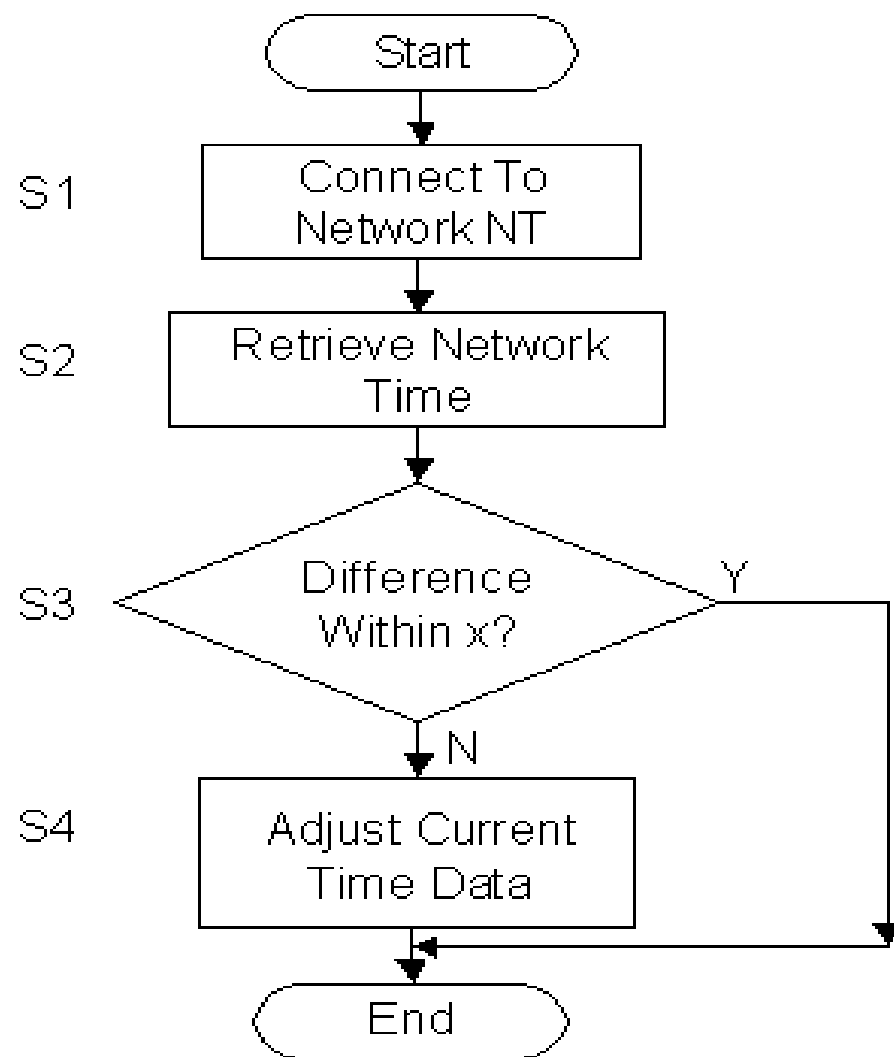 Start
S1
Connect To
Network NT
S2
Retrieve Network
Time
S3
Difference
Within x?
Y
N
S4
Adjust Current
Time Data
End